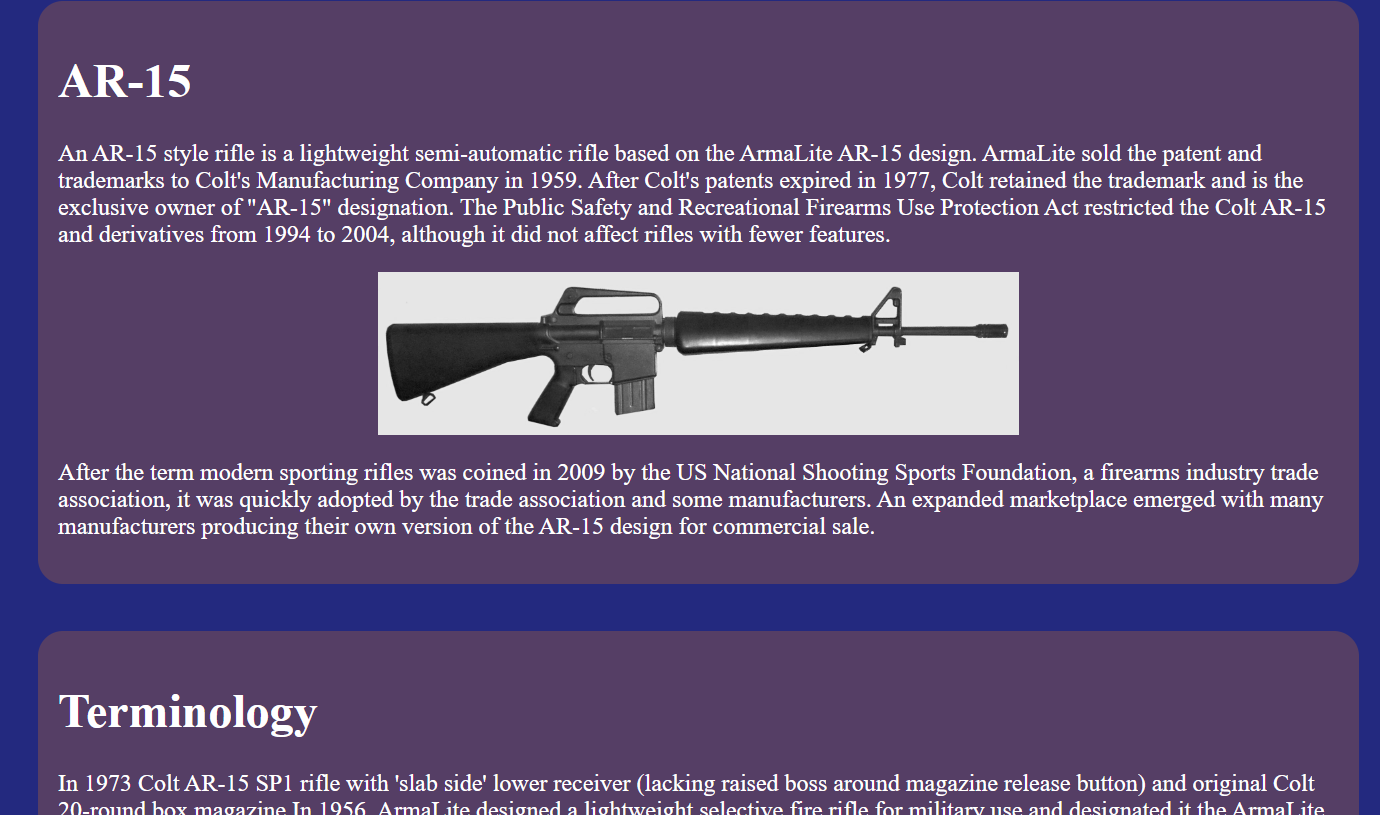 AR-15
An AR-15 style rifle is a lightweight semi-automatic rifle based on the ArmaLite AR-15 design. ArmaLite sold the patent and
trademarks to Colt's Manufacturing Company in 1959. After Colt's patents expired in 1977, Colt retained the trademark and is the
exclusive owner of "AR-15" designation. The Public Safety and Recreational Firearms Use Protection Act restricted the Colt AR-15
and derivatives from 1994 to 2004, although it did not affect rifles with fewer features.
After the term modern sporting rifles was coined in 2009 by the US National Shooting Sports Foundation, a firearms industry trade
association, it was quickly adopted by the trade association and some manufacturers. An expanded marketplace emerged with many
manufacturers producing their own version of the AR-15 design for commercial sale.
Terminology
In 1973 Colt AR-15 SP1 rifle with 'slab side' lower receiver (lacking raised boss around magazine release button) and original Colt
20-round box magazine In 1956, ArmaLite designed a lightweight selective fire rifle for military use and designated it the ArmaLite